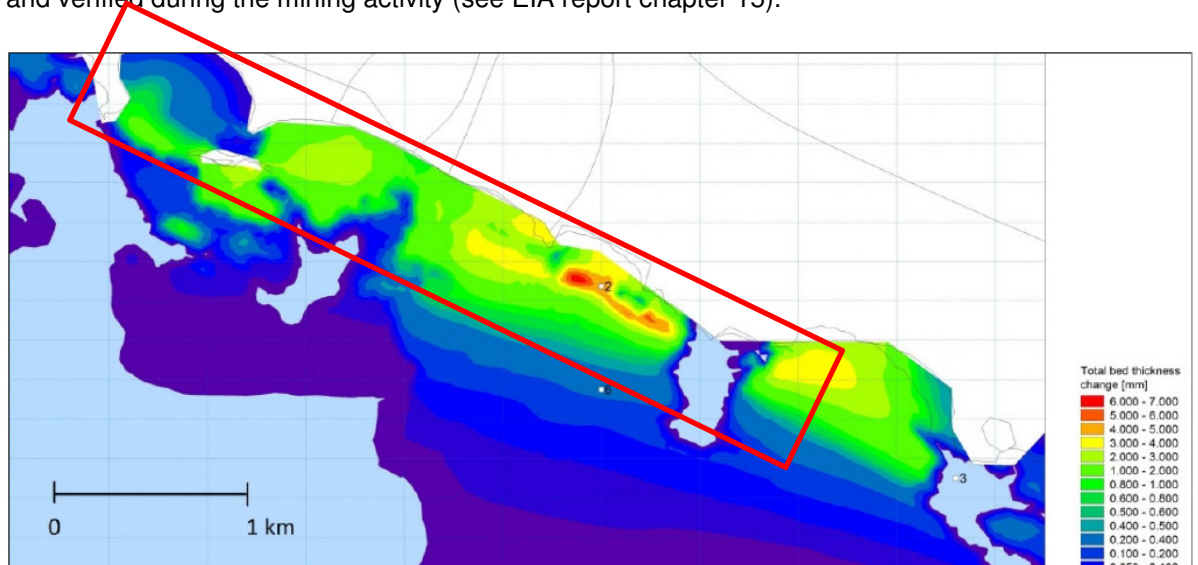 and verified during the mining activity (see EIA report chapter 15).
Total bed thickness
change [mm]
6.000 - 7.000
5.000 - 6.000
4.000 - 5.000
3.000 - 4.000
2.000 - 3.000
1.000 - 2.000
0.800 - 1.000
0.600 - 0.800
0.500 - 0.600
0.400 - 0.500
0.200 - 0.400
0.100 - 0.200
2
6
3
0 1 km